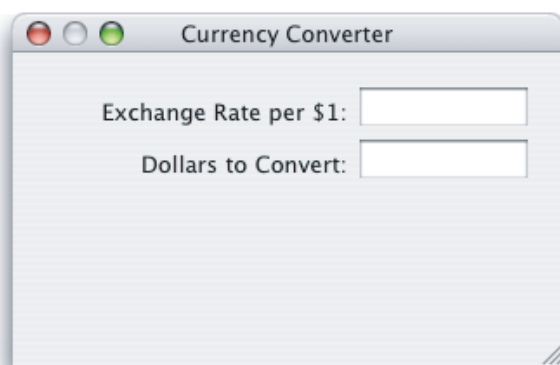 Currency Converter
Exchange Rate per $1:
Dollars to Convert: